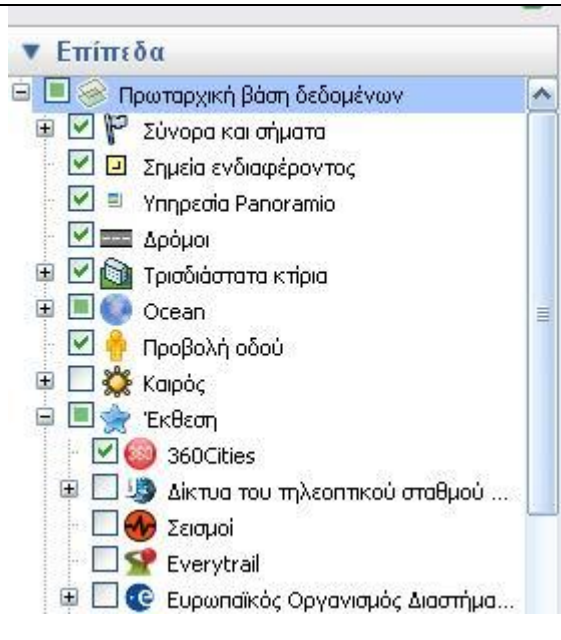 Επίπεδα
Πρωταρχική βάση δεδομένων
Σύνορα και σήματα
Σημεία ενδιαφέροντος
Υπηρεσία Panoramio
Δρόμοι
Τρισδιάστατα κτίρια
Ocean
Προβολή οδού
Καιρός
Έκθεση
360Cities
Δίκτυα του τηλεοπτικού σταθμού ...
Σεισμοί
Everytrail
Ευρωπαϊκός Οργανισμός Διαστήμα...